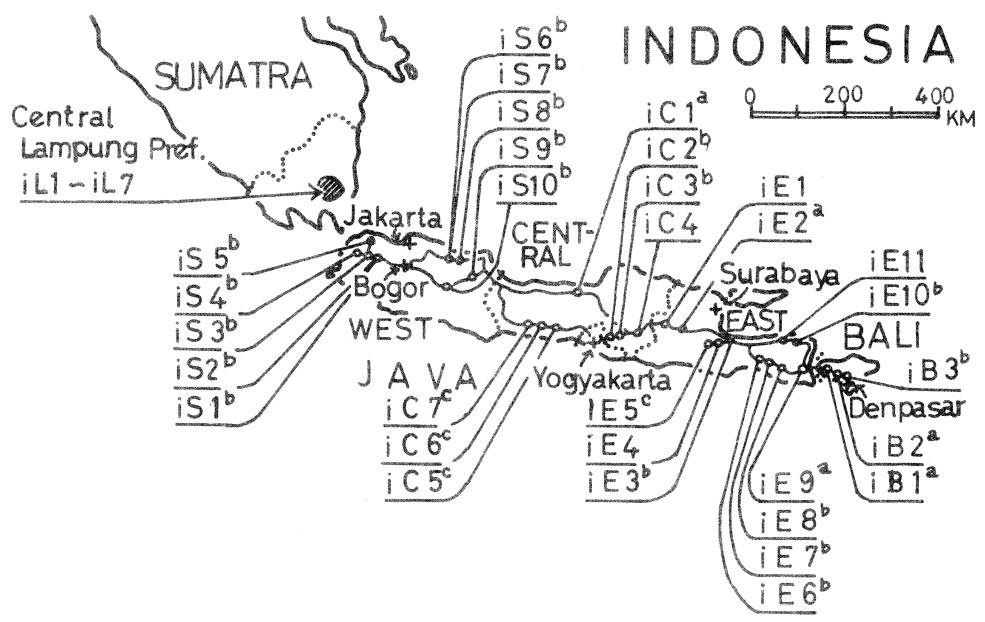 INDONESIA
0 200 400
KM
SUMATRA
Central
Lampung Pref.
iL1-iL7
iS6ᵇ
iS7ᵇ
iS8ᵇ
iS9ᵇ
iS10ᵇ
iC1ᵃ
iC2ᵇ
iC3ᵇ
iC4
iE1
iE2ᵃ
Jakarta
Bogor
CENT-
RAL
Surabaya
iE11
iE10ᵇ
iS5ᵇ
iS4ᵇ
iS3ᵇ
iS2ᵇ
iS1ᵇ
WEST
EAST
BALI
JAVA
Yogyakarta
iB3ᵇ
Denpasar
iB2ᵃ
iB1ᵃ
iC7ᶜ
iC6ᶜ
iC5ᶜ
IE5ᶜ
iE4
iE3ᵇ
iE9ᵃ
iE8ᵇ
iE7ᵇ
iE6ᵇ